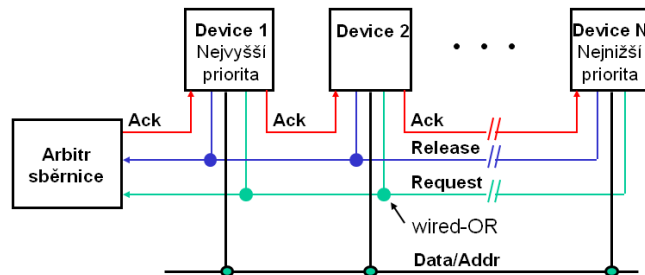 Device 1
Nejvyšší
priorita
Device 2
. . .
Device N
Nejnižší
priorita
Ack
Ack
Ack
Arbitr
sběrnice
Release
Request
wired-OR
Data/Addr